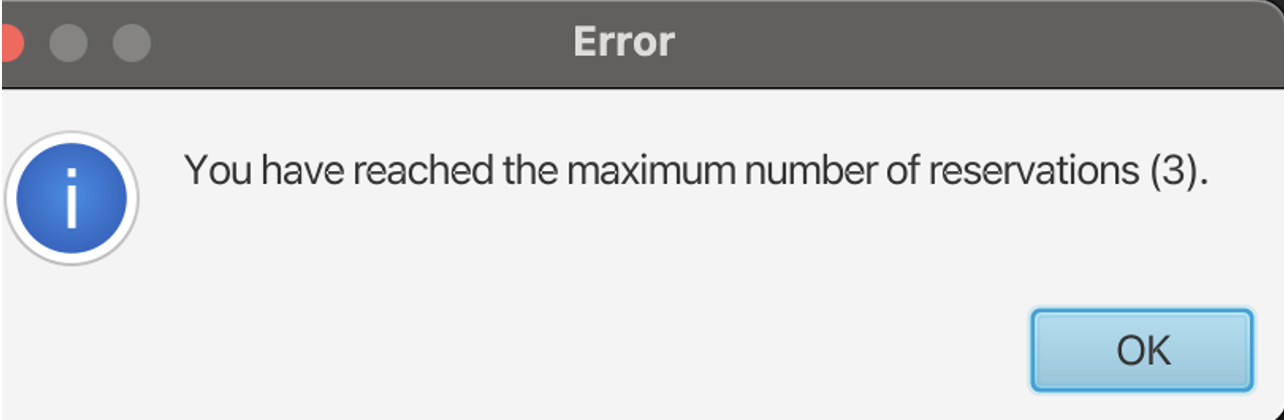 Error
You have reached the maximum number of reservations (3).
OK